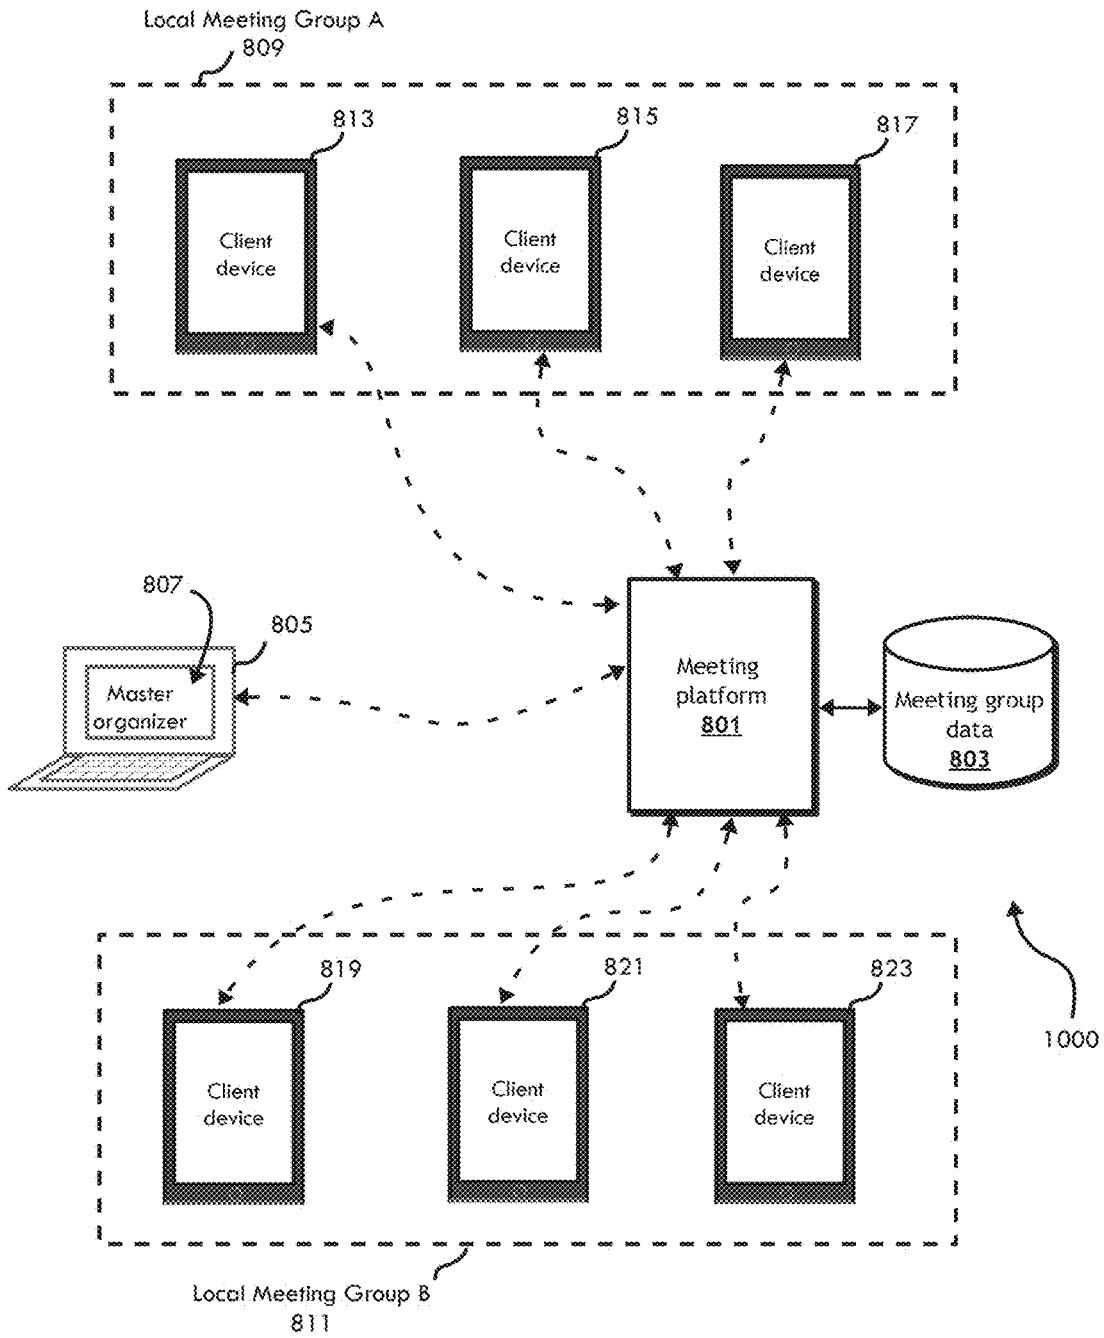 Local Meeting Group A
809
813
815
817
Client
device
Client
device
Client
device
807
805
Master
organizer
Meeting
platform
801
Meeting group
data
803
819
821
823
1000
Client
device
Client
device
Client
device
Local Meeting Group B
811